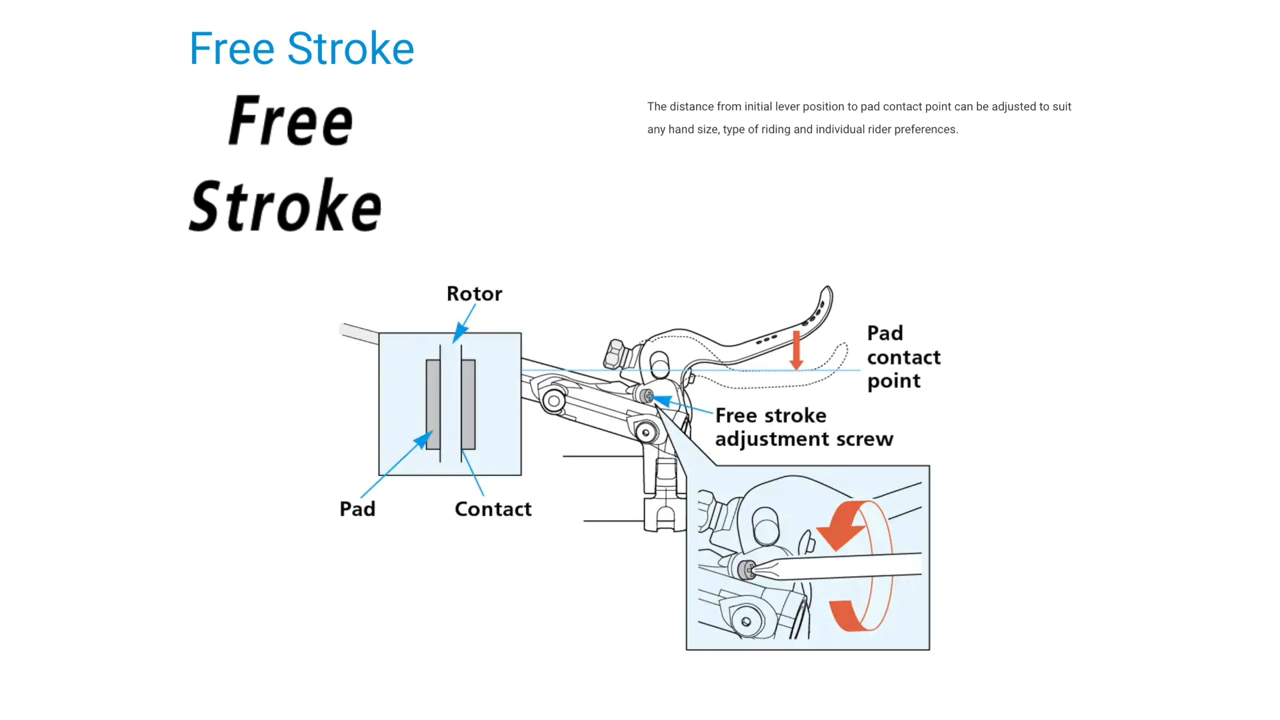 Free Stroke
Free
Stroke
The distance from initial lever position to pad contact point can be adjusted to suit
any hand size, type of riding and individual rider preferences.
Rotor
Pad
contact
point
Free stroke
adjustment screw
Pad
Contact